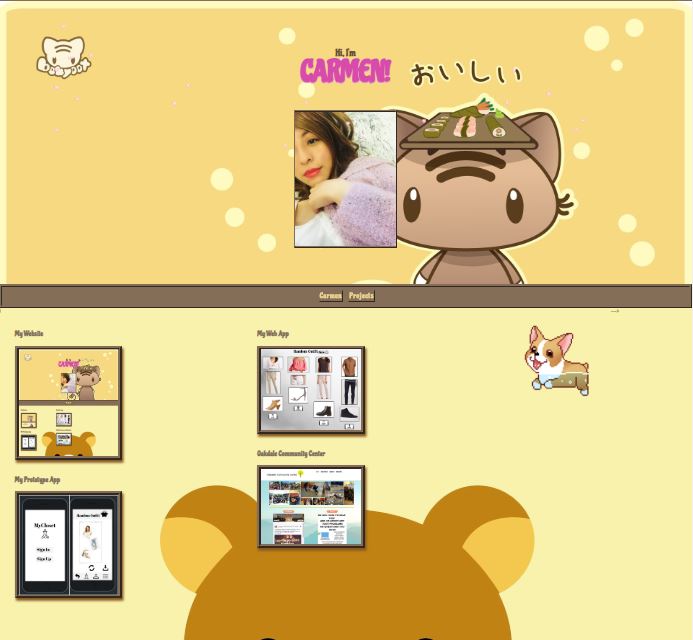 Hi, I'm
CARMEN!
おいしい
Carmen Projects
My Website
My Web App
My Prototype App
Oakdale Community Center
MyCloset
Sign In
Sign Up
Random Outfit
Random Outfit